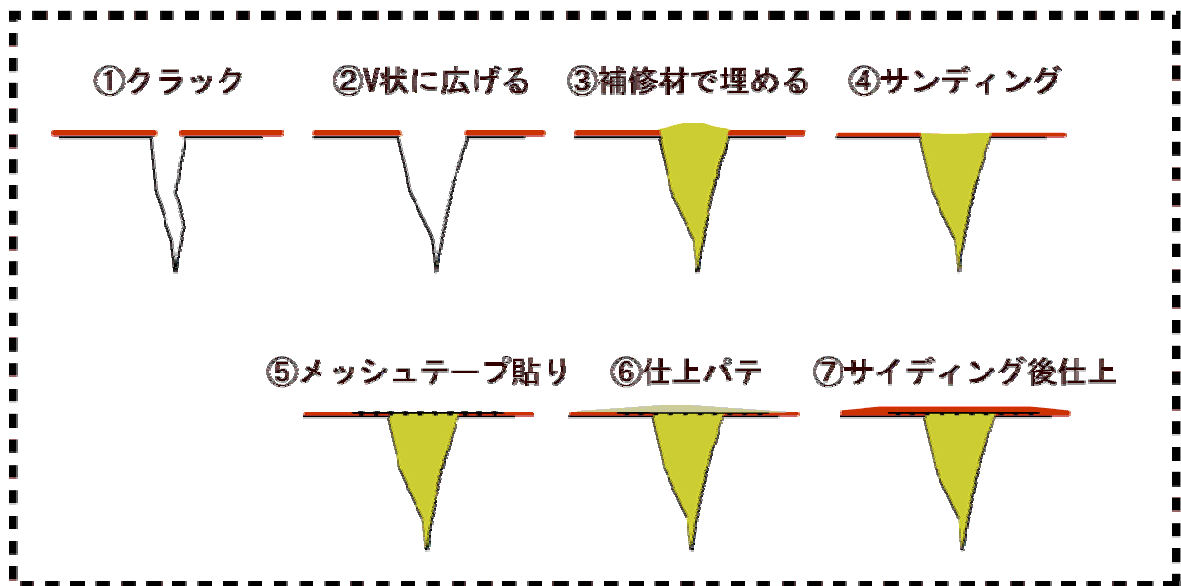 ①クラック
②V状に広げる
③補修材で埋める
④サンディング
⑤メッシュテープ貼り
⑥仕上パテ
⑦サイディング後仕上